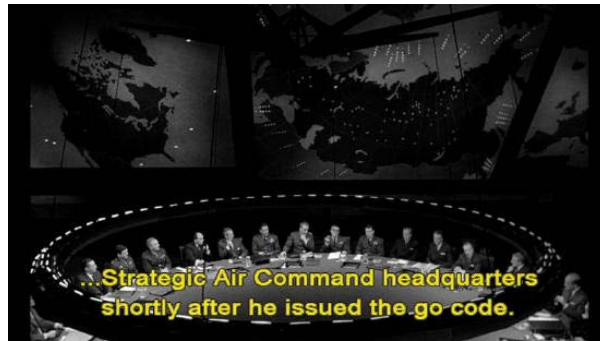 ...Strategic Air Command headquarters
shortly after he issued the go code.